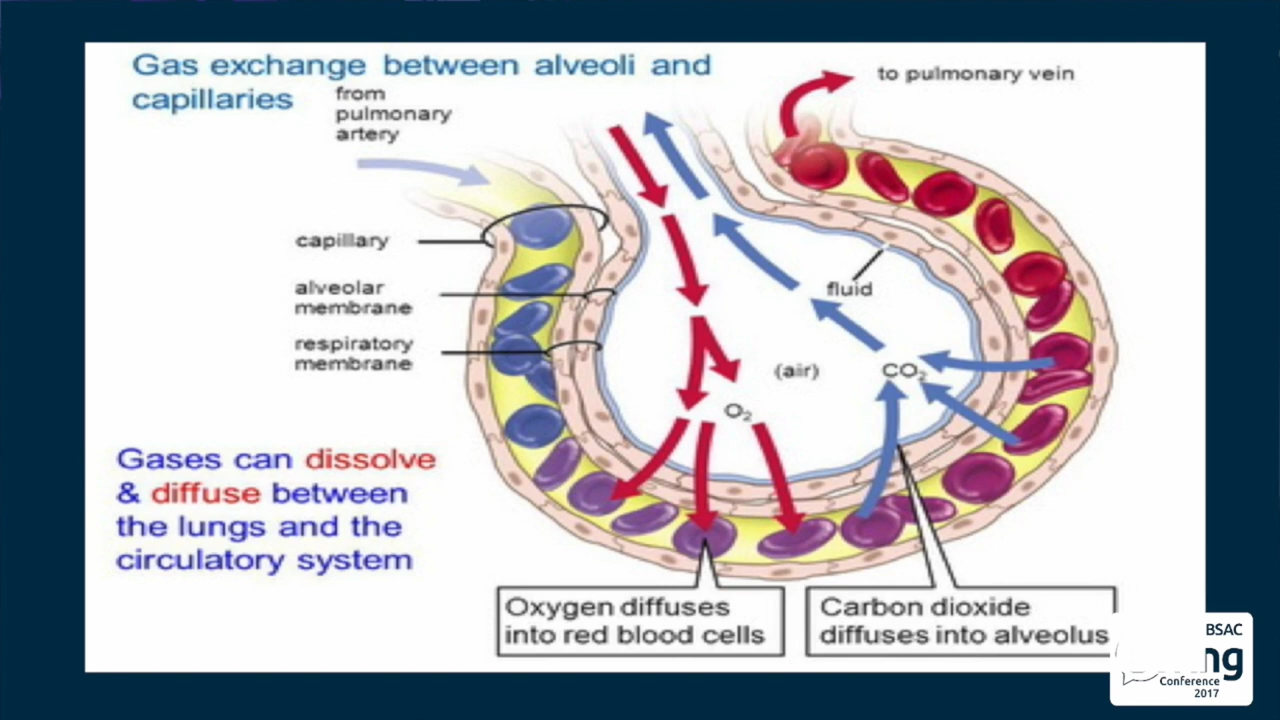 Gas exchange between alveoli and
capillaries
from
pulmonary
artery
to pulmonary vein
capillary
alveolar
membrane
respiratory
membrane
fluid
(air)
CO₂
O₂
Gases can dissolve
& diffuse between
the lungs and the
circulatory system
Oxygen diffuses
into red blood cells
Carbon dioxide
diffuses into alveolus
BSAC
Conference
2017